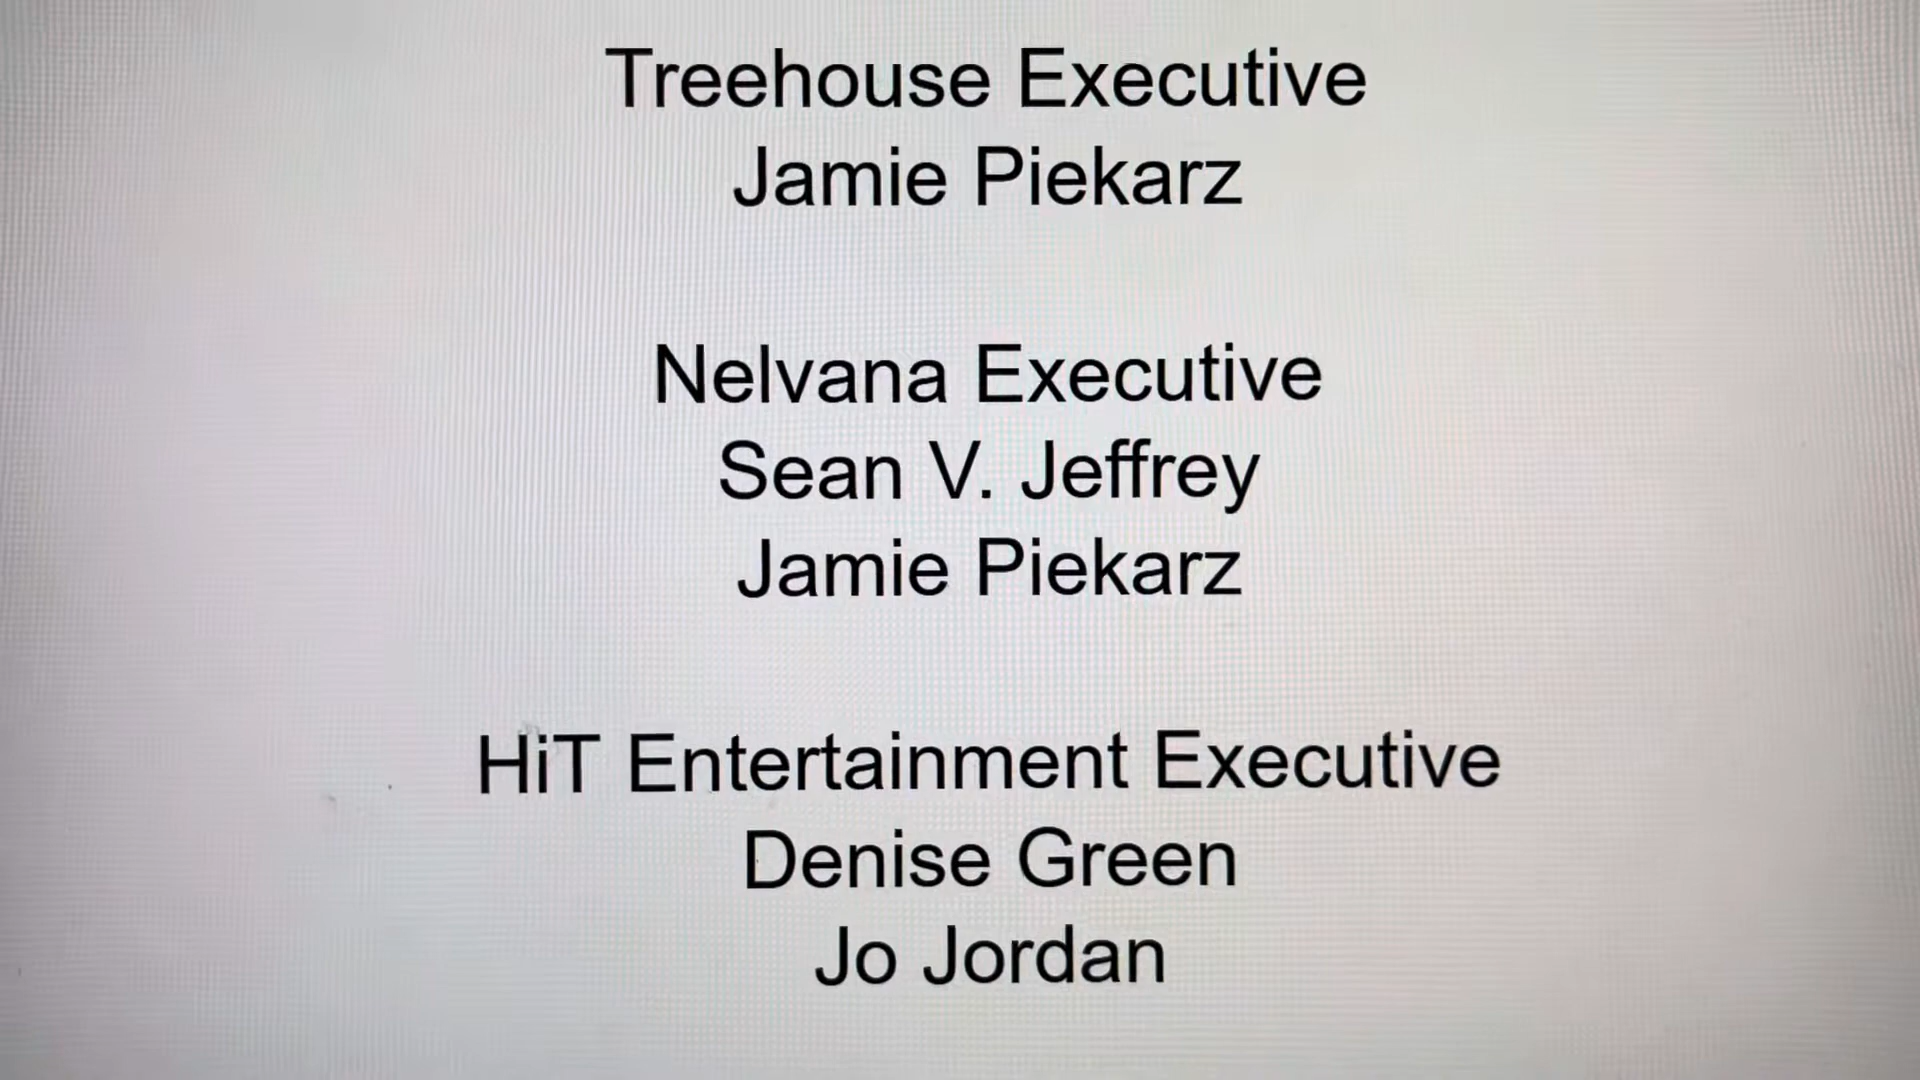 Treehouse Executive
Jamie Piekarz
Nelvana Executive
Sean V. Jeffrey
Jamie Piekarz
HiT Entertainment Executive
Denise Green
Jo Jordan